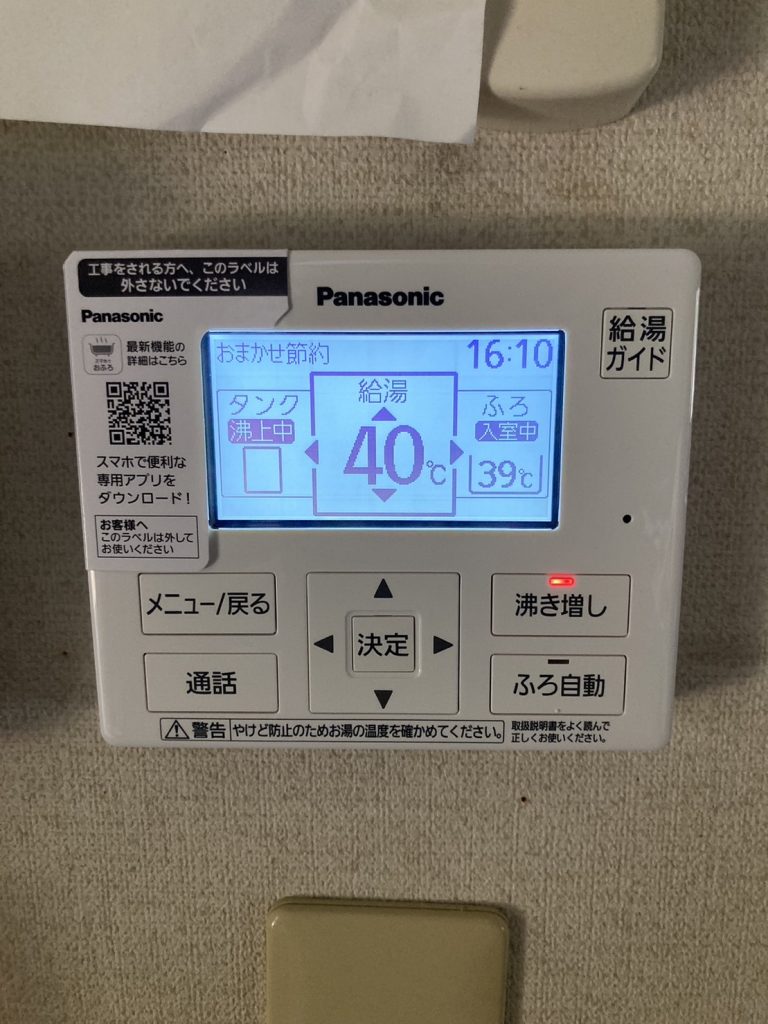 工事をされる方へ、このラベルは
外さないでください
Panasonic
Panasonic
最新機能の
詳細はこちら
スマホで便利な
専用アプリを
ダウンロード!
お客様へ
このラベルは外して
お使いください
おまかせ節約
16:10
タンク
沸上中
給湯
40℃
ふろ
入室中
39℃
給湯
ガイド
メニュー/戻る
通話
決定
沸き増し
ふろ自動
警告
やけど防止のためお湯の温度を確かめてください。
取扱説明書をよく読んで
正しくお使いください。